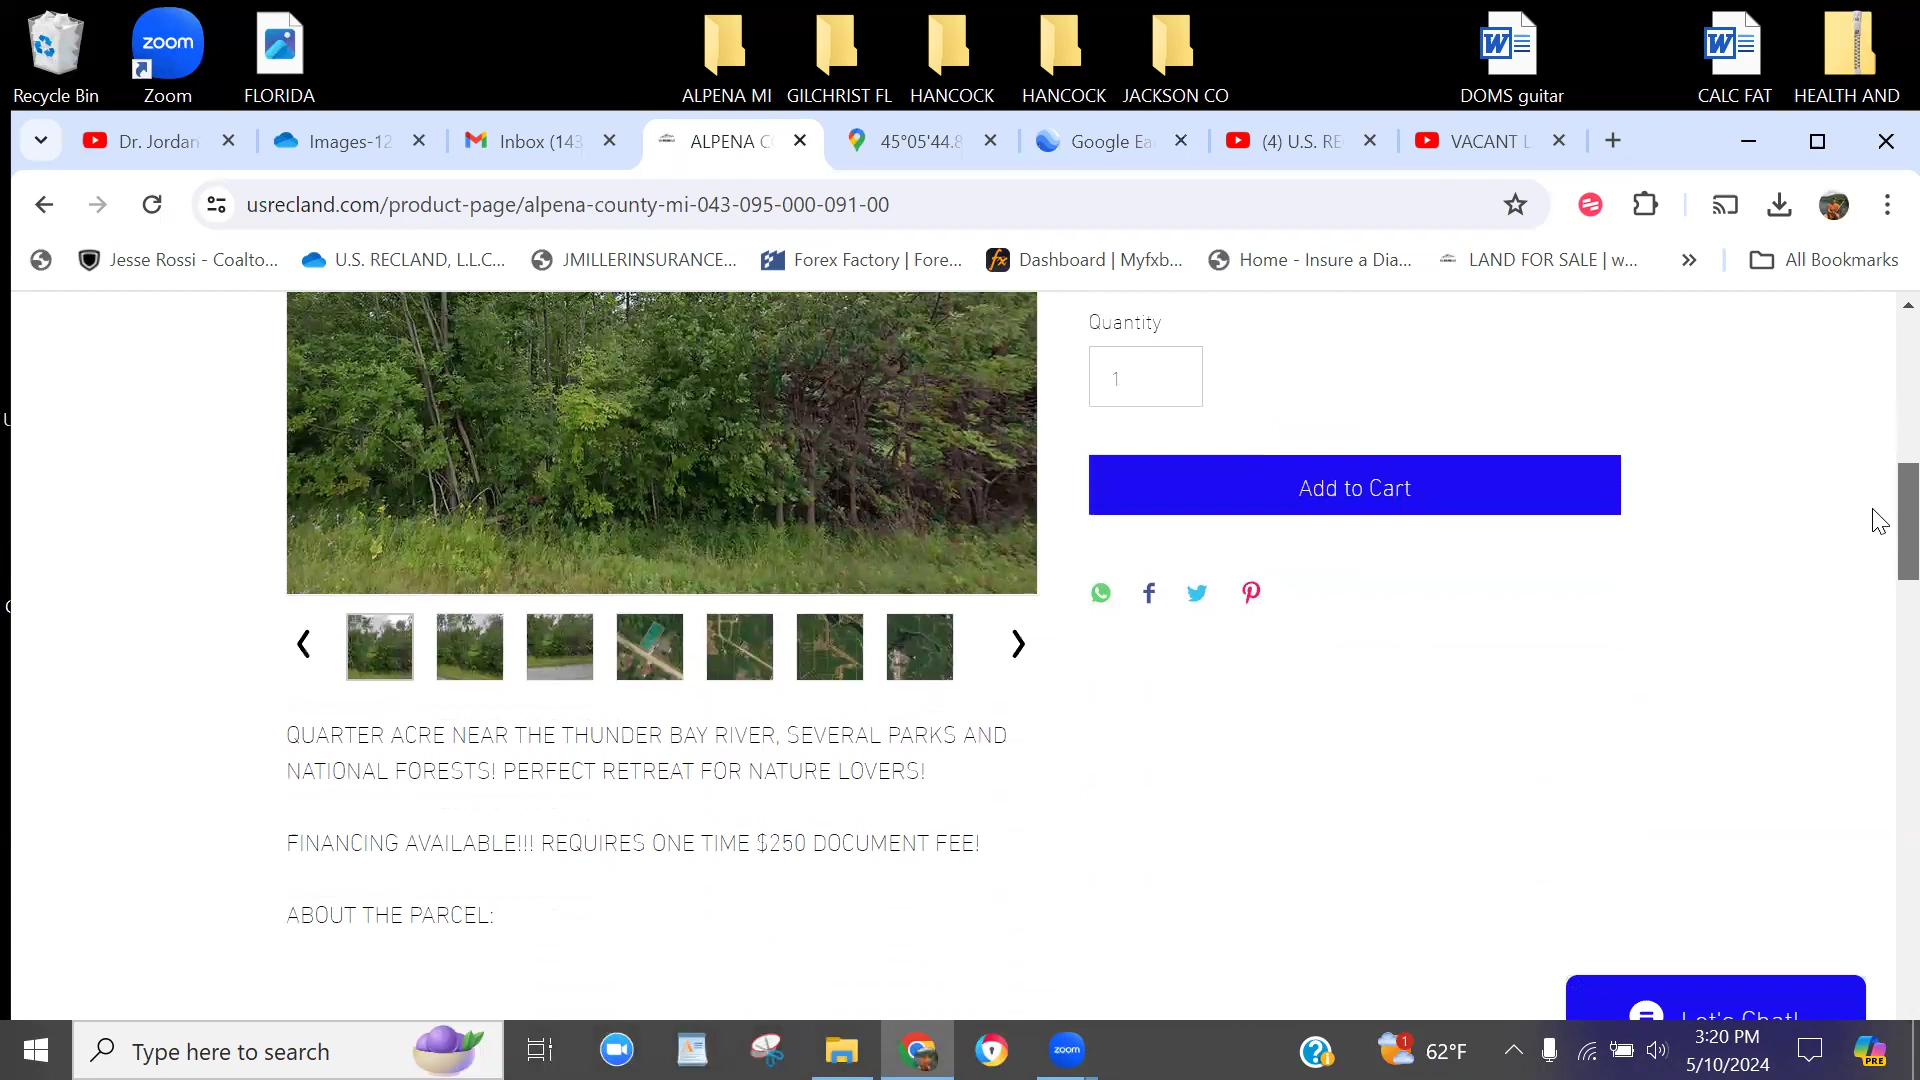 Recycle Bin
Zoom
FLORIDA
ALPENA MI
GILCHRIST FL
HANCOCK
HANCOCK
JACKSON CO
DOMS guitar
CALC FAT
HEALTH AND
Dr. Jordan
Images-12
Inbox (143
ALPENA C
45°05'44.8
Google Ea
(4) U.S. RE
VACANT L
usrecland.com/product-page/alpena-county-mi-043-095-000-091-00
Jesse Rossi - Coalto...
U.S. RECLAND, L.L.C...
JMILLERINSURANCE...
Forex Factory | Fore...
Dashboard | Myfxb...
Home - Insure a Dia...
LAND FOR SALE | w...
All Bookmarks
Quantity
1
Add to Cart
QUARTER ACRE NEAR THE THUNDER BAY RIVER, SEVERAL PARKS AND
NATIONAL FORESTS! PERFECT RETREAT FOR NATURE LOVERS!
FINANCING AVAILABLE!!! REQUIRES ONE TIME $250 DOCUMENT FEE!
ABOUT THE PARCEL:
Let's Chat!
Type here to search
zoom
1
62°F
3:20 PM
5/10/2024
PRE